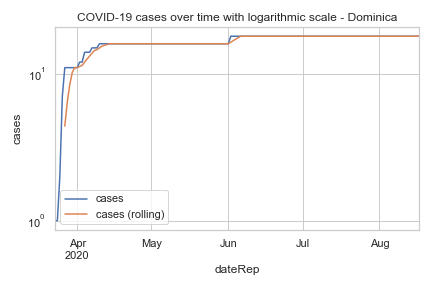 COVID-19 cases over time with logarithmic scale - Dominica
cases
10¹
10⁰
cases
cases (rolling)
Apr
2020
May
Jun
Jul
Aug
dateRep